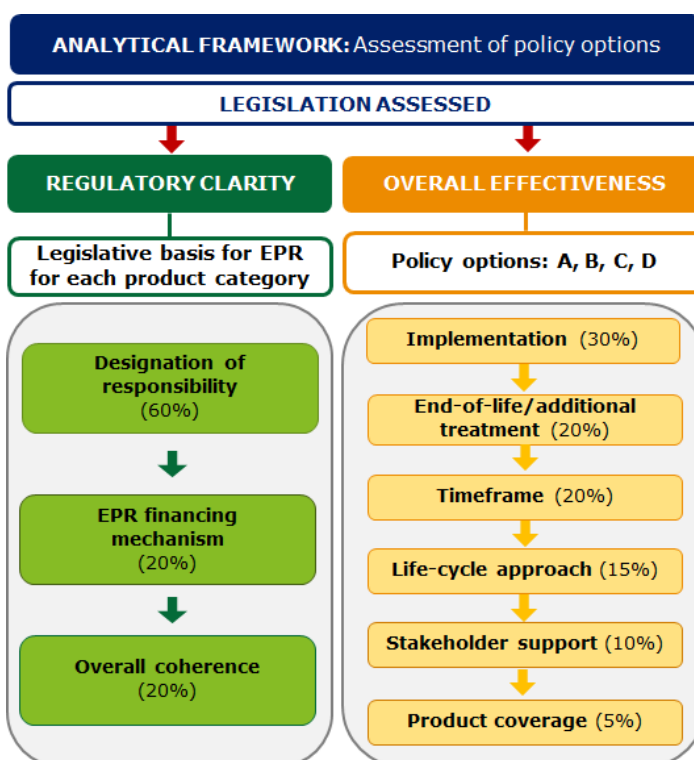 ANALYTICAL FRAMEWORK: Assessment of policy options
LEGISLATION ASSESSED
REGULATORY CLARITY
Legislative basis for EPR
for each product category
Designation of
responsibility
(60%)
EPR financing
mechanism
(20%)
Overall coherence
(20%)
OVERALL EFFECTIVENESS
Policy options: A, B, C, D
Implementation (30%)
End-of-life/additional
treatment (20%)
Timeframe (20%)
Life-cycle approach (15%)
Stakeholder support (10%)
Product coverage (5%)